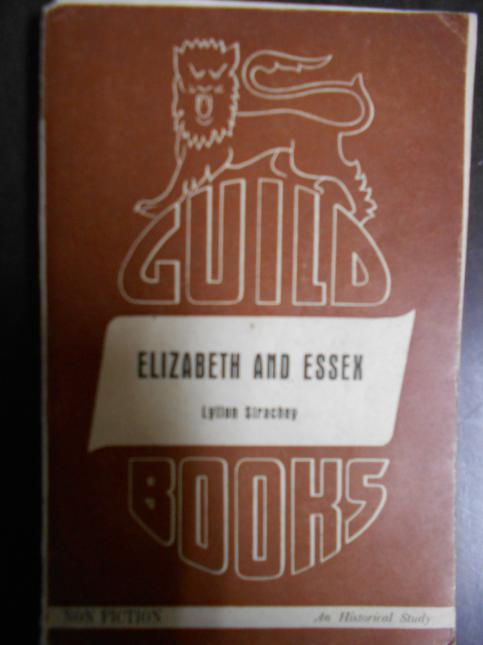 GUILD
ELIZABETH AND ESSEX
Lytton Strachey
BOOKS
NON FICTION An Historical Study